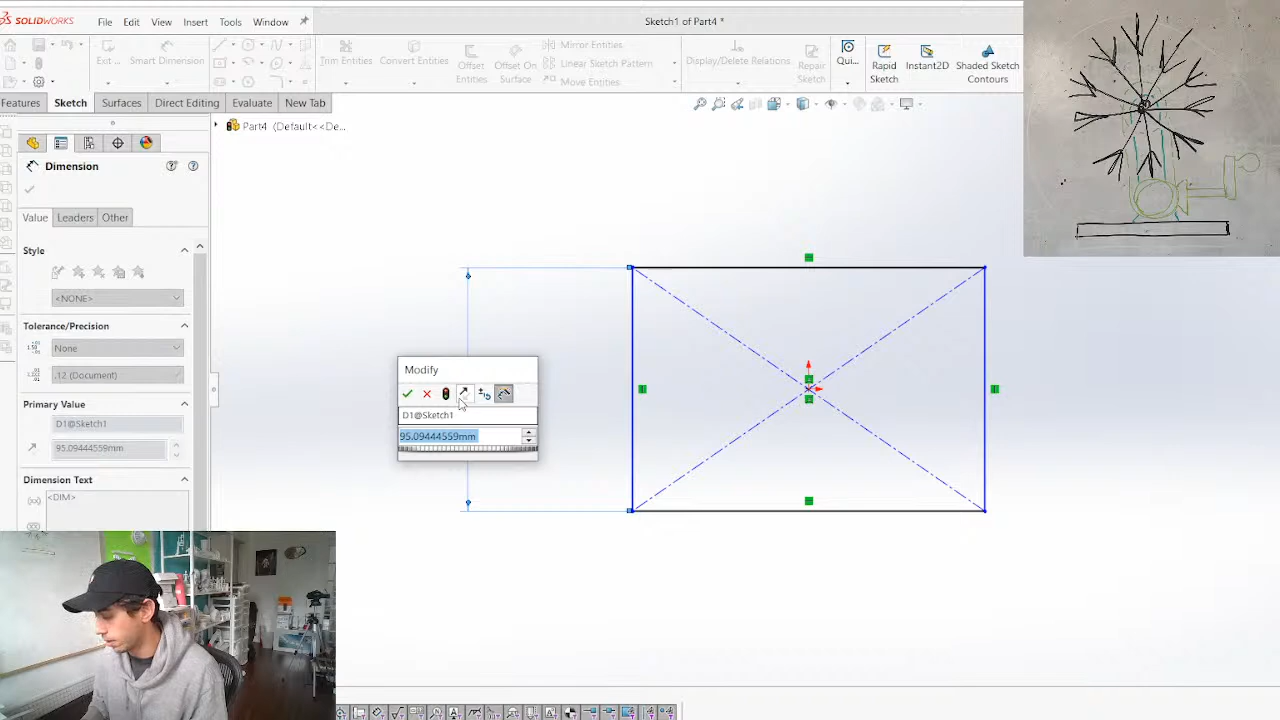 SOLIDWORKS
File Edit View Insert Tools Window
Sketch1 of Part4 *
Ext... Smart Dimension
Trim Entities Convert Entities Offset Entities Offset On Surface
Mirror Entities
Linear Sketch Pattern
Move Entities
Display/Delete Relations Repair Sketch Qui... Rapid Sketch Instant2D Shaded Sketch Contours
Features Sketch Surfaces Direct Editing Evaluate New Tab
Part4 (Default<<De...
Dimension
Value Leaders Other
Style
<NONE>
Tolerance/Precision
None
.12 (Document)
Primary Value
D1@Sketch1
95.09444559mm
Dimension Text
<DIM>
Modify
D1@Sketch1
95.09444559mm